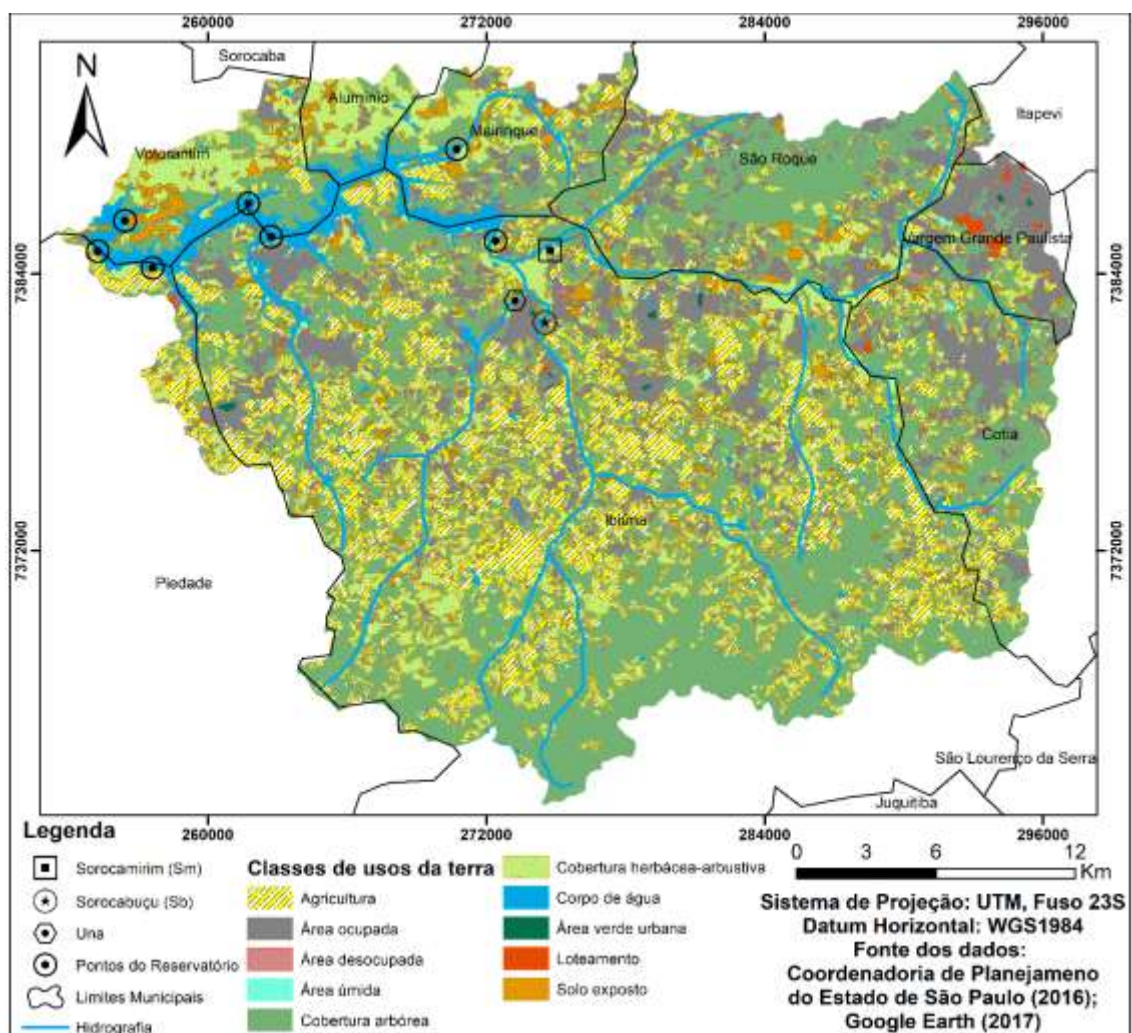 260000 272000 284000 296000
Sorocaba
N
Alumínio
Itapevi
Mairinque
Votorantim
São Roque
Vargem Grande Paulista
7384000 7384000
Cotia
Ibiúna
7372000 7372000
Piedade
São Lourenço da Serra
Juquitiba
260000 272000 284000 296000
Legenda
Sorocamirim (Sm)
Sorocabuçu (Sb)
Una
Pontos do Reservatório
Limites Municipais
Hidrografia
Classes de usos da terra
Agricultura
Área ocupada
Área desocupada
Área úmida
Cobertura arbórea
Cobertura herbácea-arbustiva
Corpo de água
Área verde urbana
Loteamento
Solo exposto
0 3 6 12
Km
Sistema de Projeção: UTM, Fuso 23S
Datum Horizontal: WGS1984
Fonte dos dados:
Coordenadoria de Planejameno
do Estado de São Paulo (2016);
Google Earth (2017)